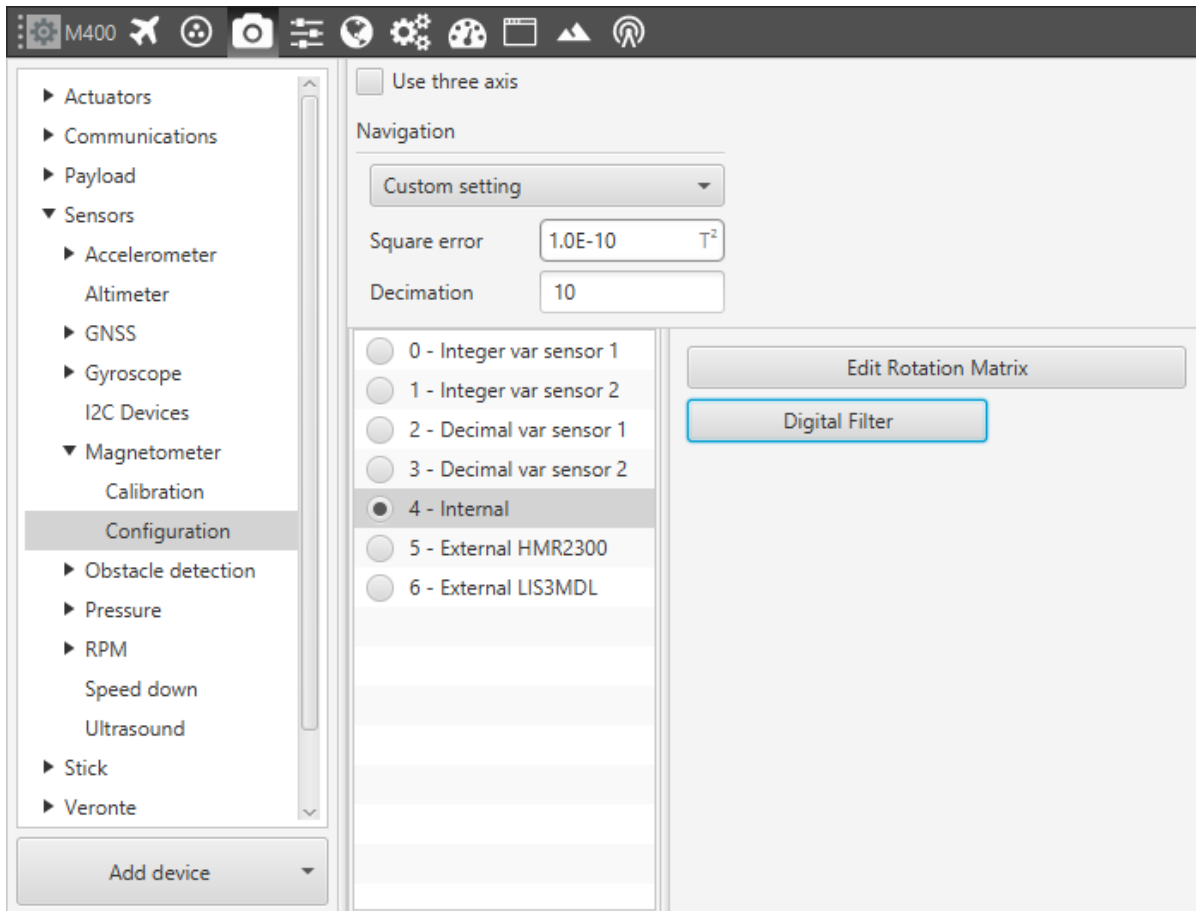 M400
Actuators
Communications
Payload
Sensors
Accelerometer
Altimeter
GNSS
Gyroscope
I2C Devices
Magnetometer
Calibration
Configuration
Obstacle detection
Pressure
RPM
Speed down
Ultrasound
Stick
Veronte
Add device
Use three axis
Navigation
Custom setting
Square error 1.0E-10 T²
Decimation 10
0 - Integer var sensor 1
1 - Integer var sensor 2
2 - Decimal var sensor 1
3 - Decimal var sensor 2
4 - Internal
5 - External HMR2300
6 - External LIS3MDL
Edit Rotation Matrix
Digital Filter